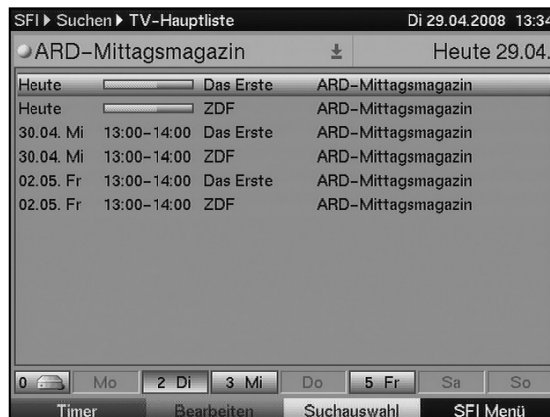 SFI▶ Suchen▶ TV-Hauptliste Di 29.04.2008 13:34
ARD-Mittagsmagazin Heute 29.04.
Heute Das Erste ARD-Mittagsmagazin
Heute ZDF ARD-Mittagsmagazin
30.04. Mi 13:00-14:00 Das Erste ARD-Mittagsmagazin
30.04. Mi 13:00-14:00 ZDF ARD-Mittagsmagazin
02.05. Fr 13:00-14:00 Das Erste ARD-Mittagsmagazin
02.05. Fr 13:00-14:00 ZDF ARD-Mittagsmagazin
0 Mo 2 Di 3 Mi Do 5 Fr Sa So
Timer Bearbeiten Suchauswahl SFI Menü